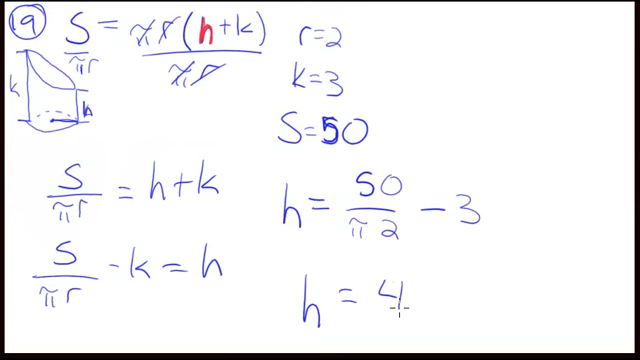 19 S/πr = πr(h+k)/πr
r=2
k=3
S=50
k h
S/πr = h+k
h = 50/π2 - 3
S/πr - k = h
h = 4